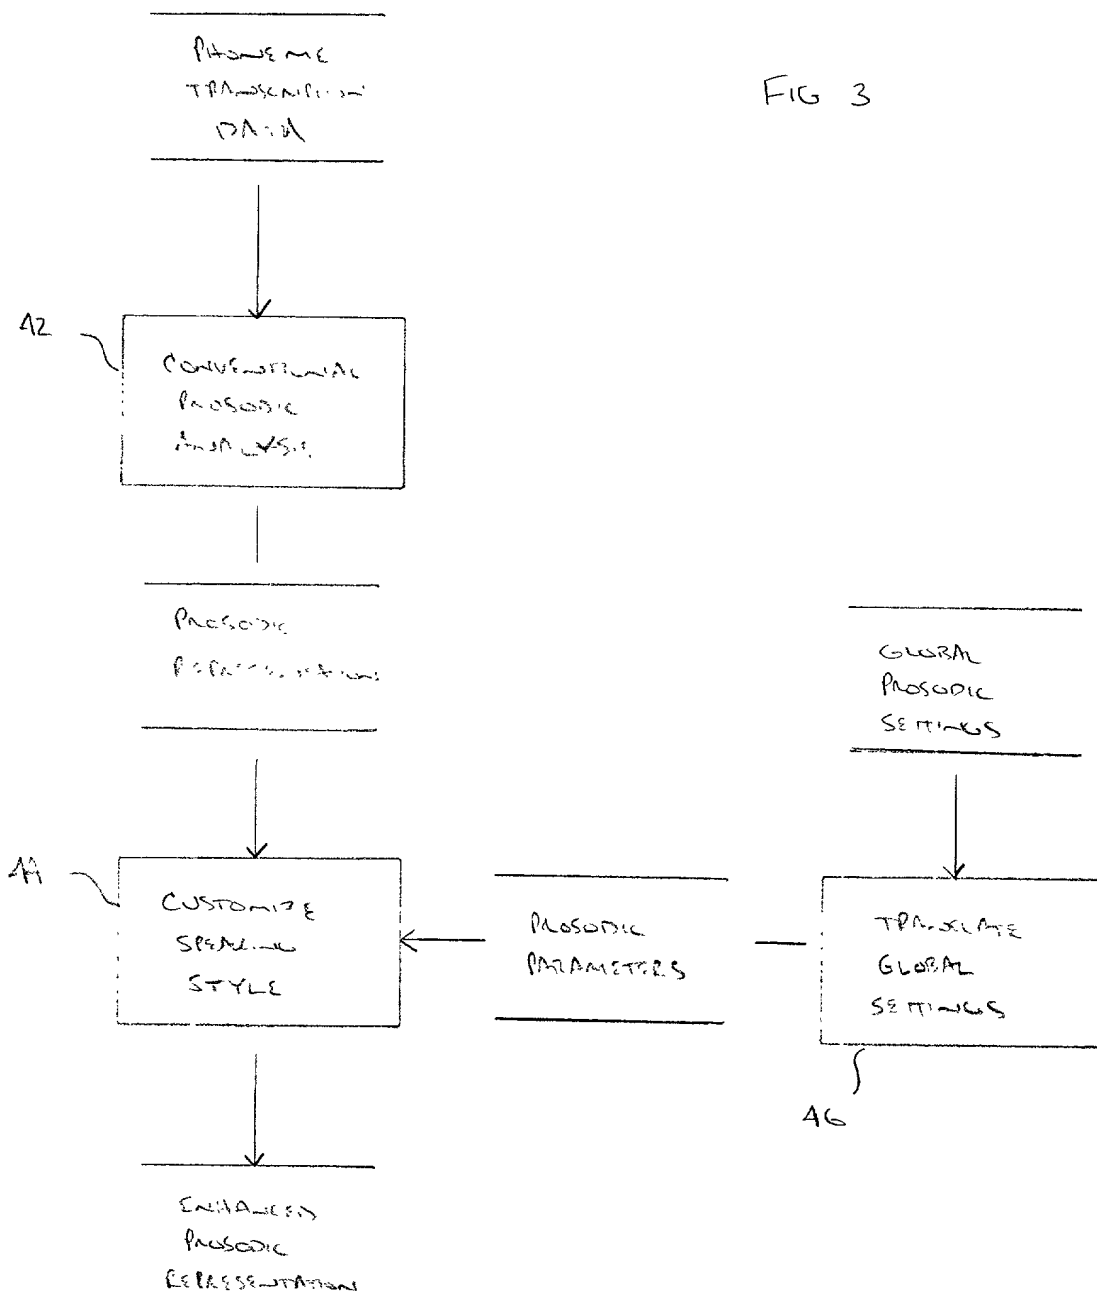 PHONEME
TRANSCRIPTION
DATA
FIG 3
42
CONVENTIONAL
PROSODIC
ANALYSIS
PROSODIC
REPRESENTATION
GLOBAL
PROSODIC
SETTINGS
44
CUSTOMIZE
SPEAKING
STYLE
PROSODIC
PARAMETERS
TRANSLATE
GLOBAL
SETTINGS
46
ENHANCED
PROSODIC
REPRESENTATION